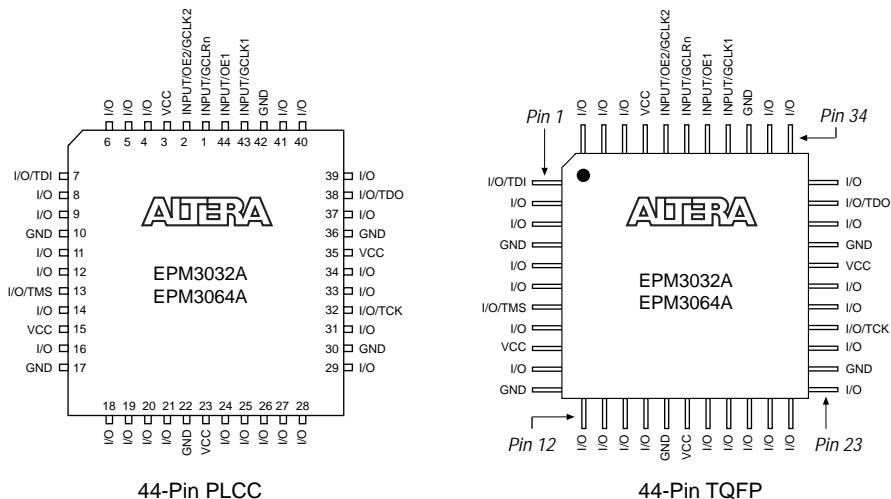 I/O I/O I/O VCC INPUT/OE2/GCLK2 INPUT/GCLRn INPUT/OE1 INPUT/GCLK1 GND I/O I/O
6 5 4 3 2 1 44 43 42 41 40
I/O/TDI 7
I/O 8
I/O 9
GND 10
I/O 11
I/O 12
I/O/TMS 13
I/O 14
VCC 15
I/O 16
GND 17
ALTERA
EPM3032A
EPM3064A
39 I/O
38 I/O/TDO
37 I/O
36 GND
35 VCC
34 I/O
33 I/O
32 I/O/TCK
31 I/O
30 GND
29 I/O
18 19 20 21 22 23 24 25 26 27 28
I/O I/O I/O I/O GND VCC I/O I/O I/O I/O I/O
44-Pin PLCC
I/O I/O I/O VCC INPUT/OE2/GCLK2 INPUT/GCLRn INPUT/OE1 INPUT/GCLK1 GND I/O I/O
Pin 1
Pin 34
I/O/TDI
I/O
I/O
GND
I/O
I/O
I/O/TMS
I/O
VCC
I/O
GND
ALTERA
EPM3032A
EPM3064A
I/O
I/O/TDO
I/O
GND
VCC
I/O
I/O
I/O/TCK
I/O
GND
I/O
Pin 12
Pin 23
I/O I/O I/O I/O GND VCC I/O I/O I/O I/O I/O
44-Pin TQFP